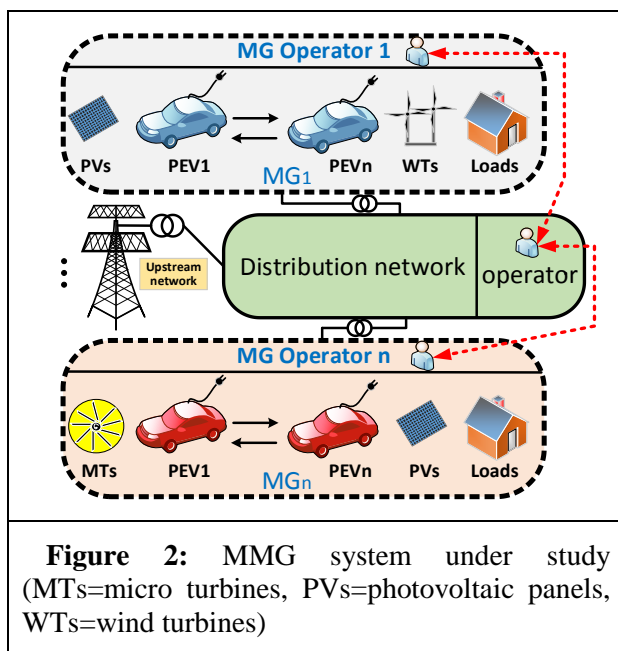 MG Operator 1
PVs PEV1 PEVn WTs Loads
MG1
Distribution network operator
Upstream
network
MG Operator n
MTs PEV1 PEVn PVs Loads
MGn
Figure 2: MMG system under study
(MTs=micro turbines, PVs=photovoltaic panels,
WTs=wind turbines)